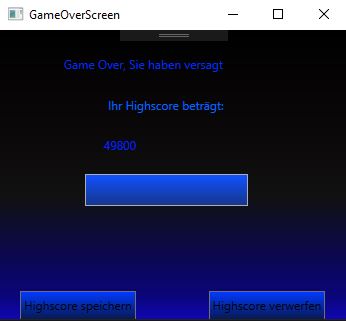 GameOverScreen
Game Over, Sie haben versagt
Ihr Highscore beträgt:
49800
Highscore speichern
Highscore verwerfen